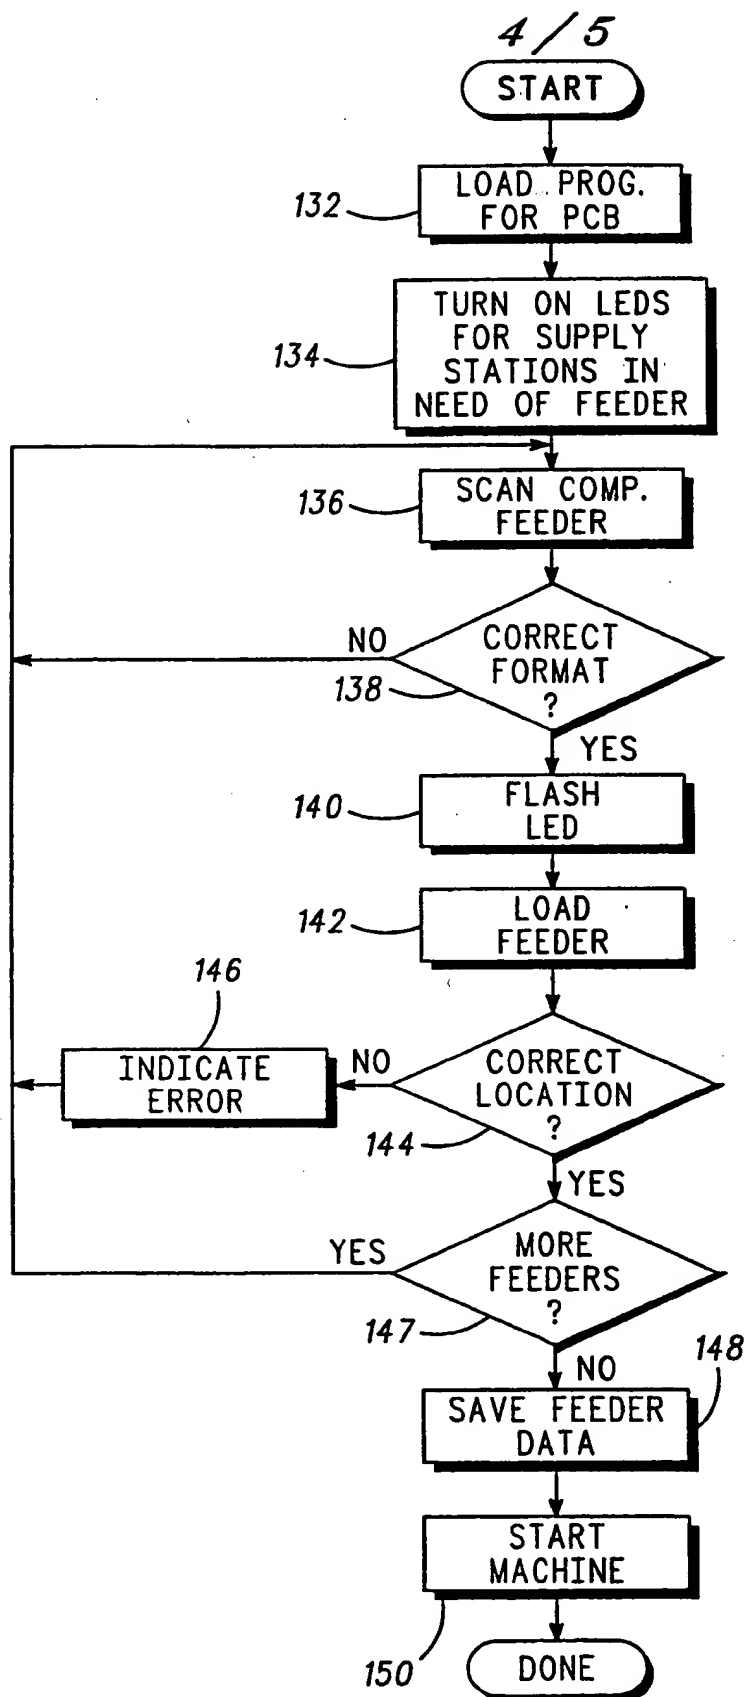 4/5
START
LOAD PROG.
FOR PCB
132
TURN ON LEDS
FOR SUPPLY
STATIONS IN
NEED OF FEEDER
134
SCAN COMP.
FEEDER
136
CORRECT
FORMAT
?
NO
138
YES
FLASH
LED
140
LOAD
FEEDER
142
146
INDICATE
ERROR
NO
CORRECT
LOCATION
?
144
YES
YES
MORE
FEEDERS
?
147
NO
148
SAVE FEEDER
DATA
START
MACHINE
150
DONE